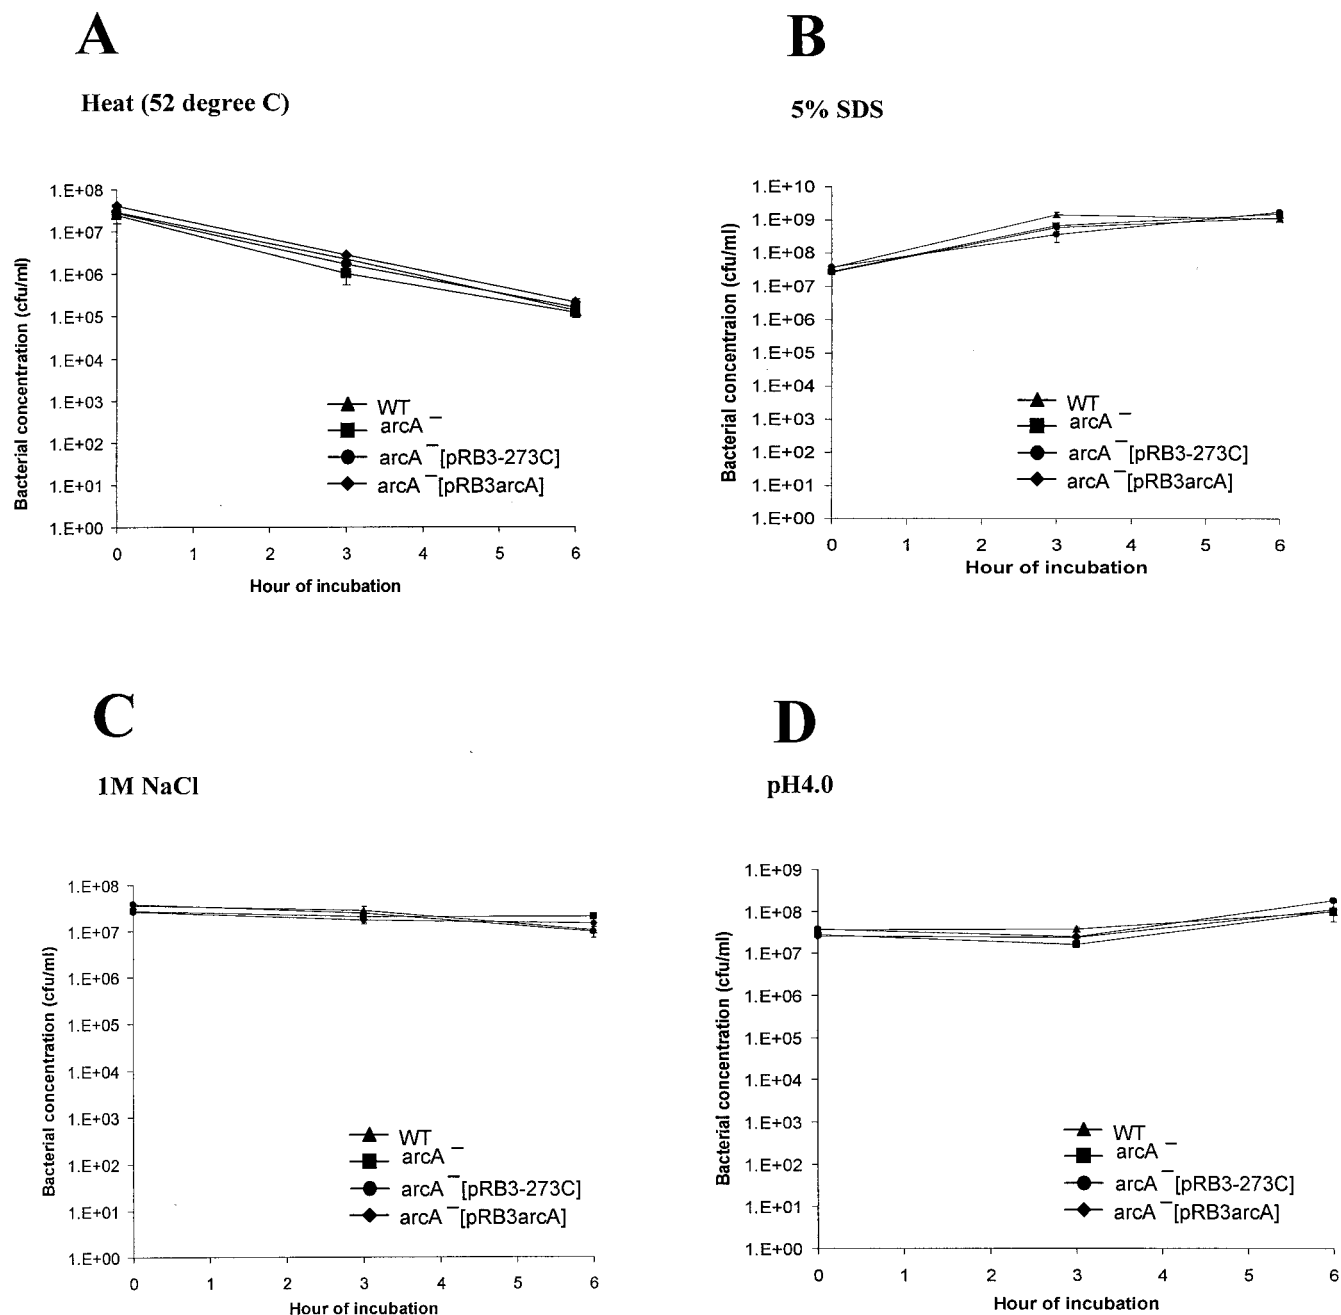 A
Heat (52 degree C)
Bacterial concentration (cfu/ml)
1.E+08
1.E+07
1.E+06
1.E+05
1.E+04
1.E+03
1.E+02
1.E+01
1.E+00
WT
arcA⁻
arcA⁻[pRB3-273C]
arcA⁻[pRB3arcA]
0 1 2 3 4 5 6
Hour of incubation
B
5% SDS
Bacterial concentraion (cfu/ml)
1.E+10
1.E+09
1.E+08
1.E+07
1.E+06
1.E+05
1.E+04
1.E+03
1.E+02
1.E+01
1.E+00
WT
arcA⁻
arcA⁻[pRB3-273C]
arcA⁻[pRB3arcA]
0 1 2 3 4 5 6
Hour of incubation
C
1M NaCl
Bacterial concentration (cfu/ml)
1.E+08
1.E+07
1.E+06
1.E+05
1.E+04
1.E+03
1.E+02
1.E+01
1.E+00
WT
arcA⁻
arcA⁻[pRB3-273C]
arcA⁻[pRB3arcA]
0 1 2 3 4 5 6
Hour of incubation
D
pH4.0
Bacterial concentration (cfu/ml)
1.E+09
1.E+08
1.E+07
1.E+06
1.E+05
1.E+04
1.E+03
1.E+02
1.E+01
1.E+00
WT
arcA⁻
arcA⁻[pRB3-273C]
arcA⁻[pRB3arcA]
0 1 2 3 4 5 6
Hour of incubation